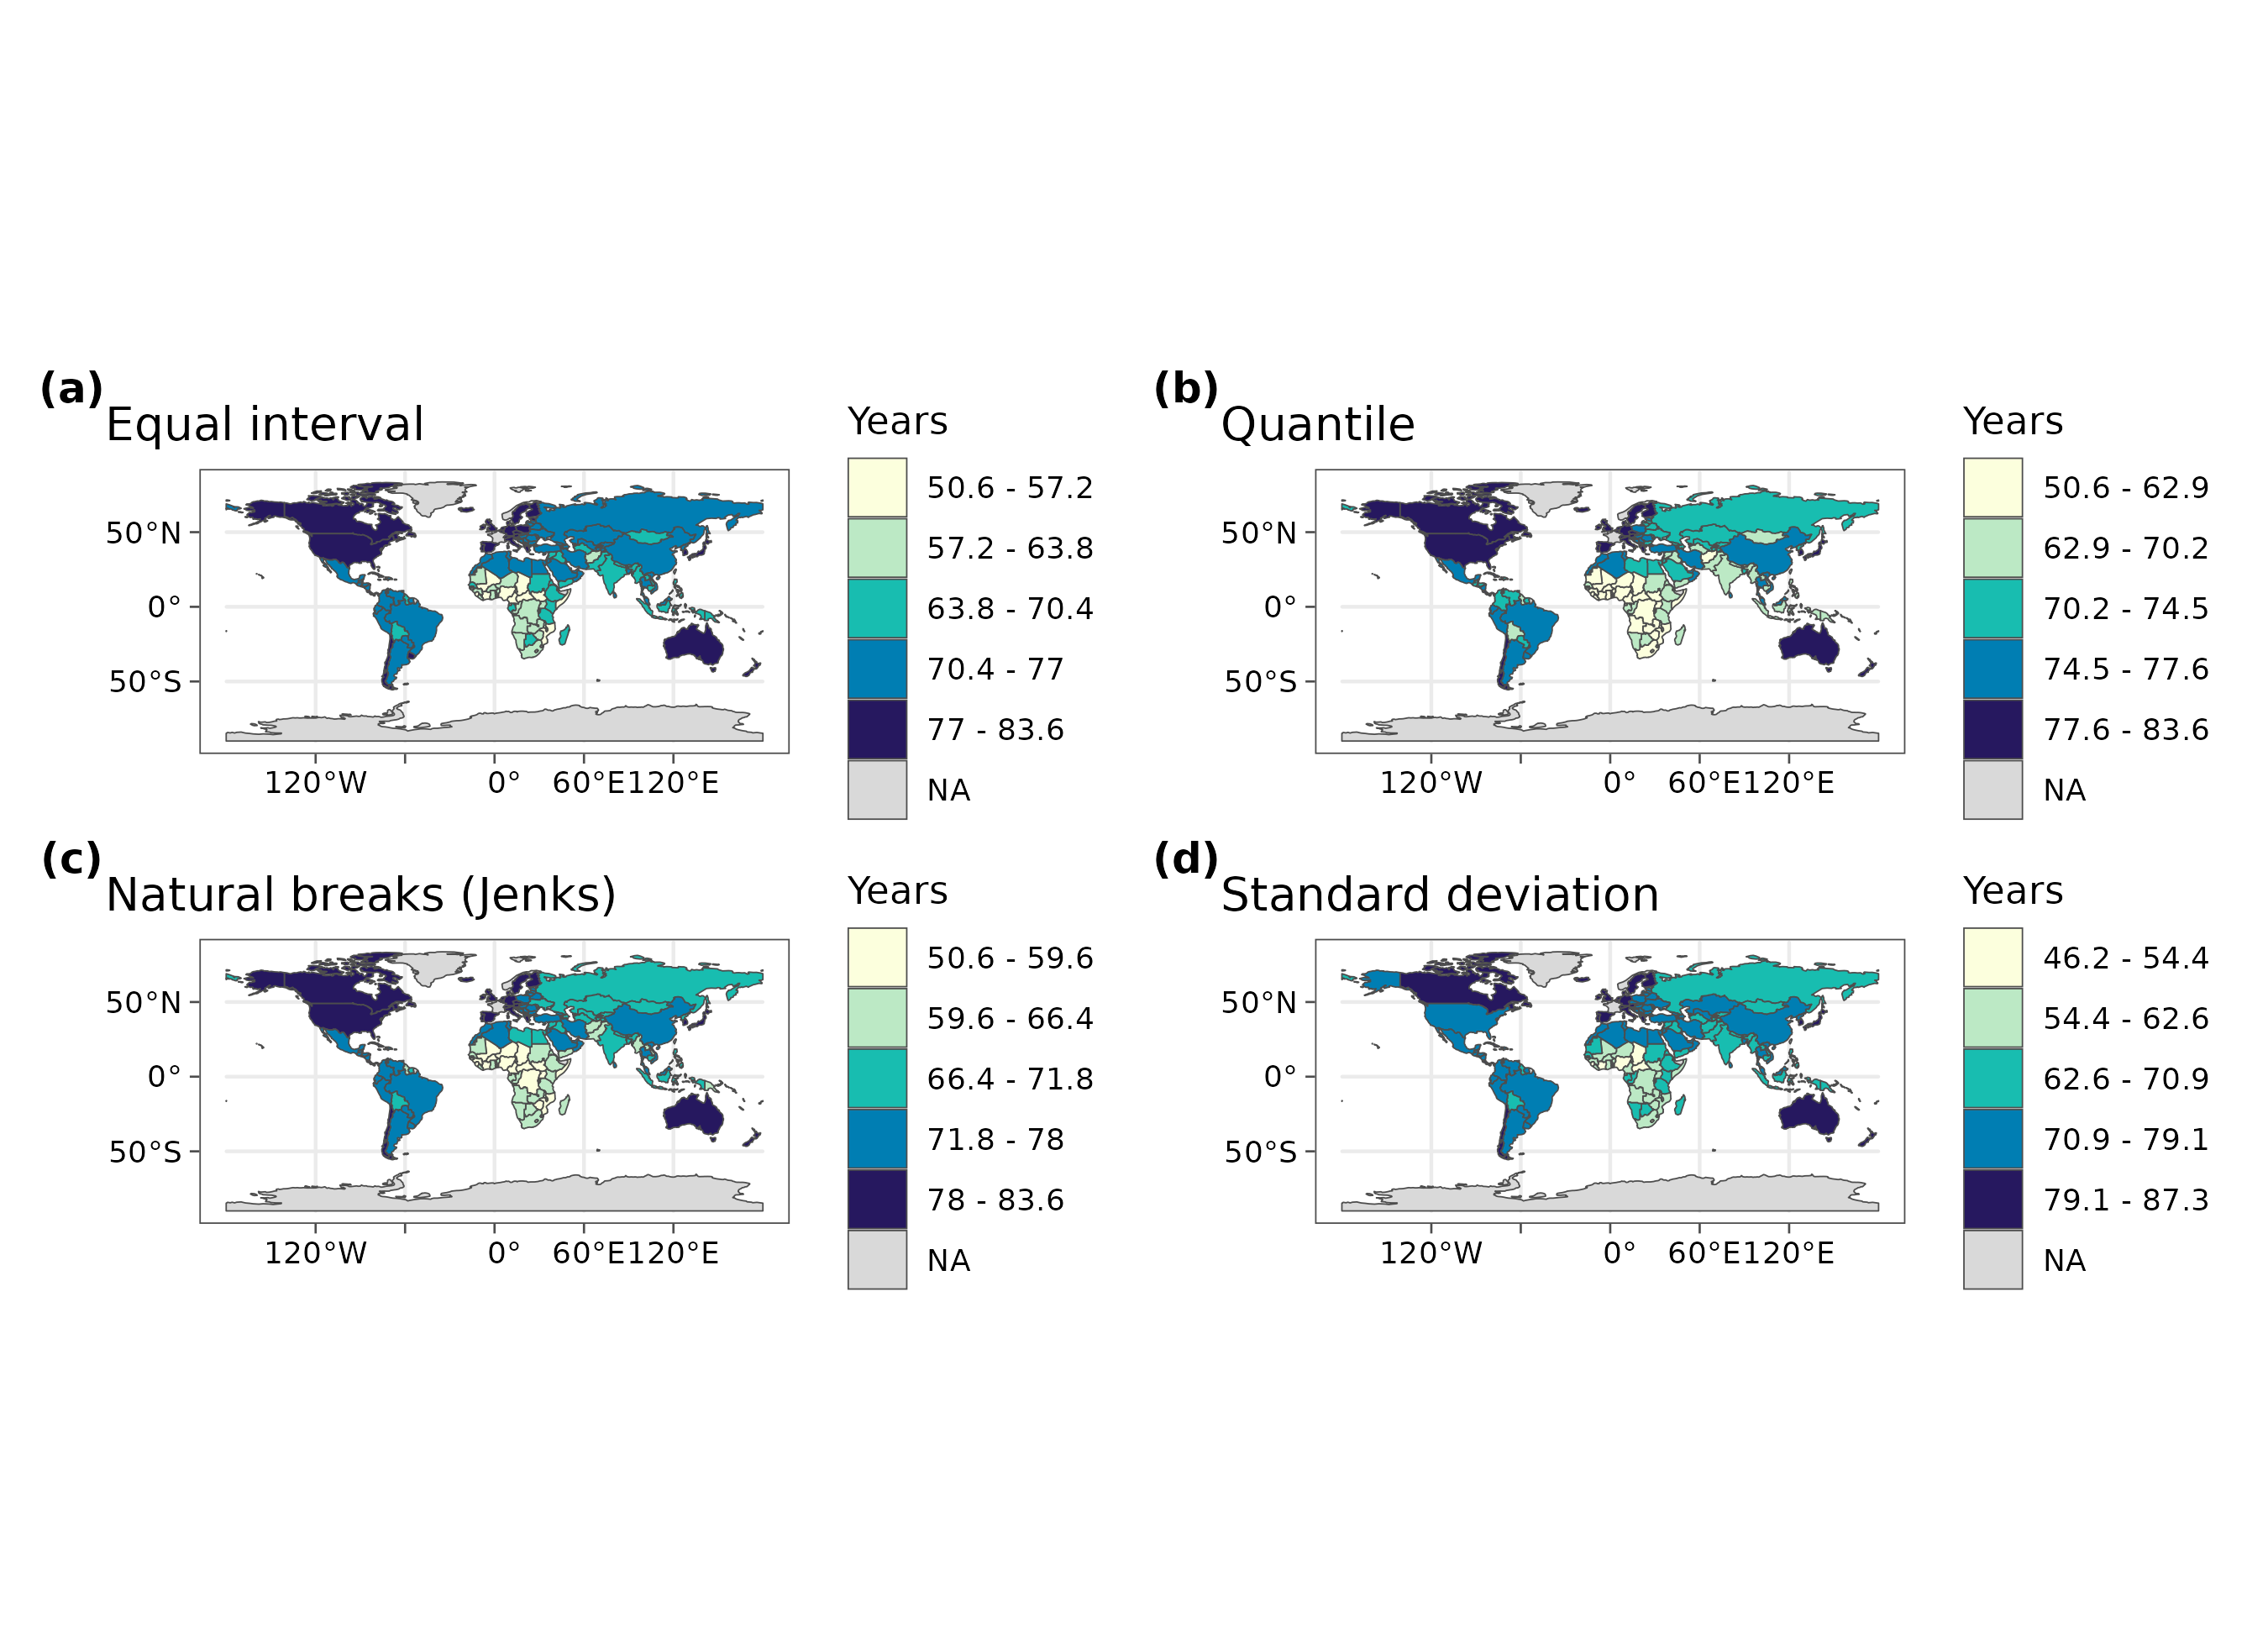 (a)
Equal interval
50°N
0°
50°S
120°W 0° 60°E120°E
Years
50.6 - 57.2
57.2 - 63.8
63.8 - 70.4
70.4 - 77
77 - 83.6
NA
(b)
Quantile
50°N
0°
50°S
120°W 0° 60°E120°E
Years
50.6 - 62.9
62.9 - 70.2
70.2 - 74.5
74.5 - 77.6
77.6 - 83.6
NA
(c)
Natural breaks (Jenks)
50°N
0°
50°S
120°W 0° 60°E120°E
Years
50.6 - 59.6
59.6 - 66.4
66.4 - 71.8
71.8 - 78
78 - 83.6
NA
(d)
Standard deviation
50°N
0°
50°S
120°W 0° 60°E120°E
Years
46.2 - 54.4
54.4 - 62.6
62.6 - 70.9
70.9 - 79.1
79.1 - 87.3
NA